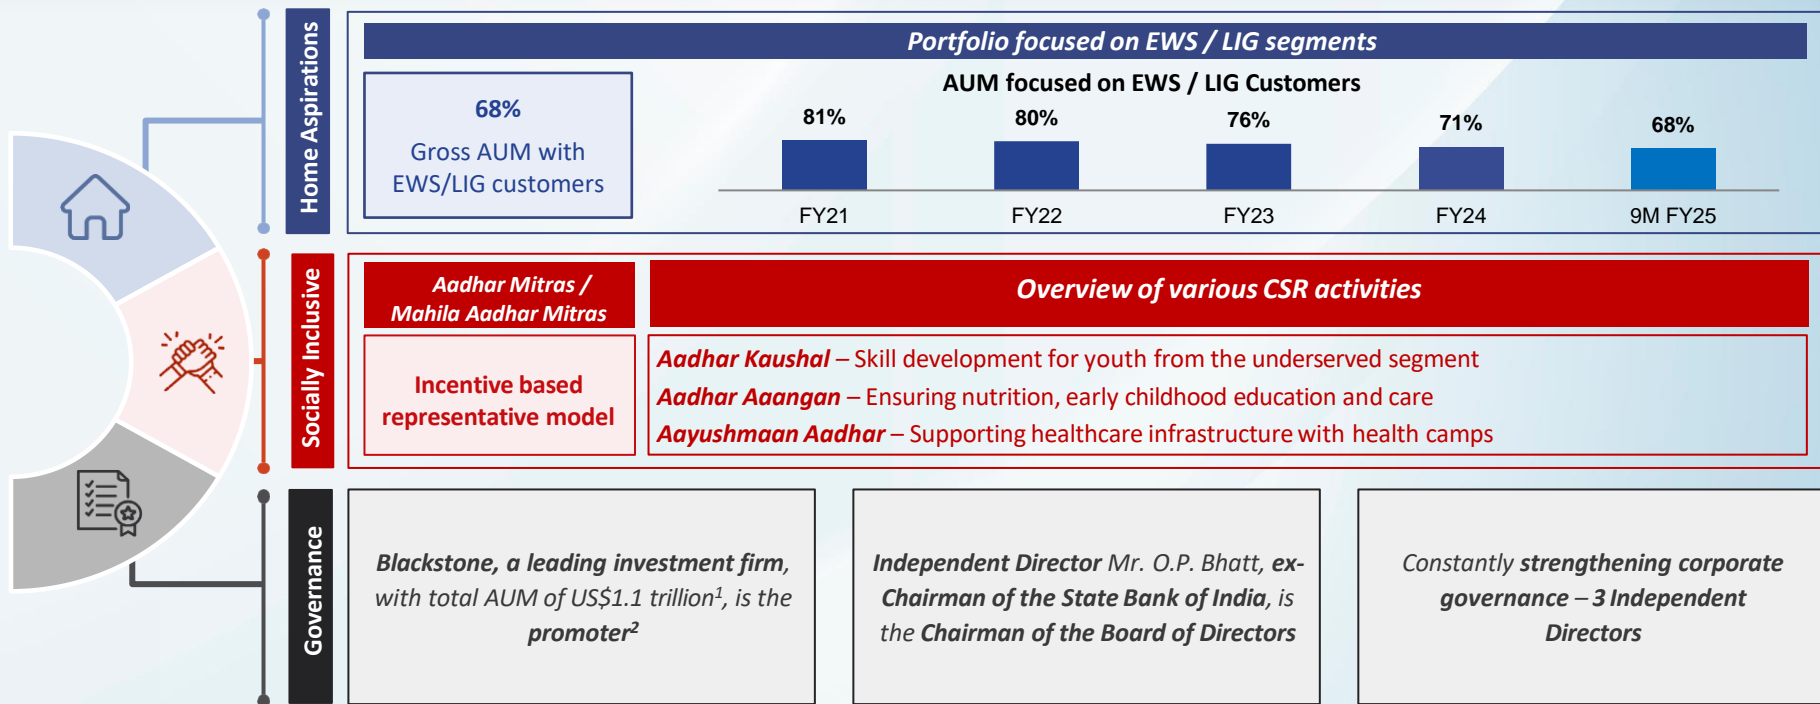 Home Aspirations
Portfolio focused on EWS / LIG segments
68%
Gross AUM with
EWS/LIG customers
AUM focused on EWS / LIG Customers
81%
80%
76%
71%
68%
FY21
FY22
FY23
FY24
9M FY25
Socially Inclusive
Aadhar Mitras /
Mahila Aadhar Mitras
Incentive based
representative model
Overview of various CSR activities
Aadhar Kaushal – Skill development for youth from the underserved segment
Aadhar Aaangan – Ensuring nutrition, early childhood education and care
Aayushmaan Aadhar – Supporting healthcare infrastructure with health camps
Governance
Blackstone, a leading investment firm,
with total AUM of US$1.1 trillion¹, is the
promoter²
Independent Director Mr. O.P. Bhatt, ex-
Chairman of the State Bank of India, is
the Chairman of the Board of Directors
Constantly strengthening corporate
governance – 3 Independent
Directors